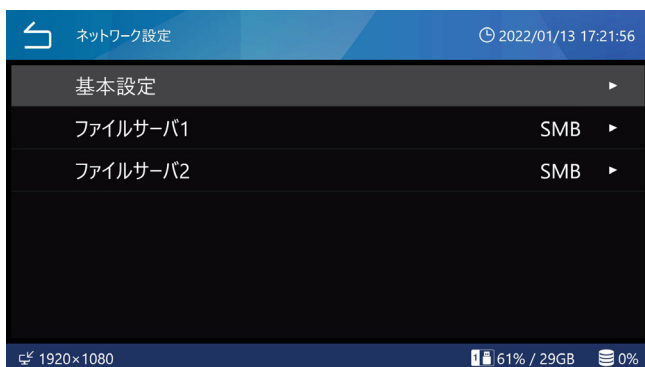 ネットワーク設定 2022/01/13 17:21:56
基本設定 ►
ファイルサーバ1 SMB ►
ファイルサーバ2 SMB ►
1920×1080 1 61% / 29GB 0%